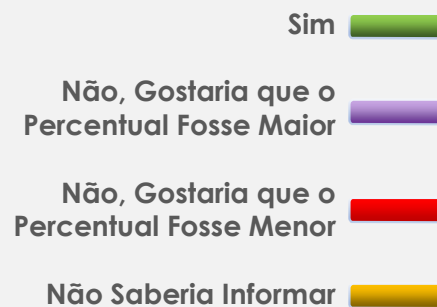 Sim
Não, Gostaria que o
Percentual Fosse Maior
Não, Gostaria que o
Percentual Fosse Menor
Não Saberia Informar